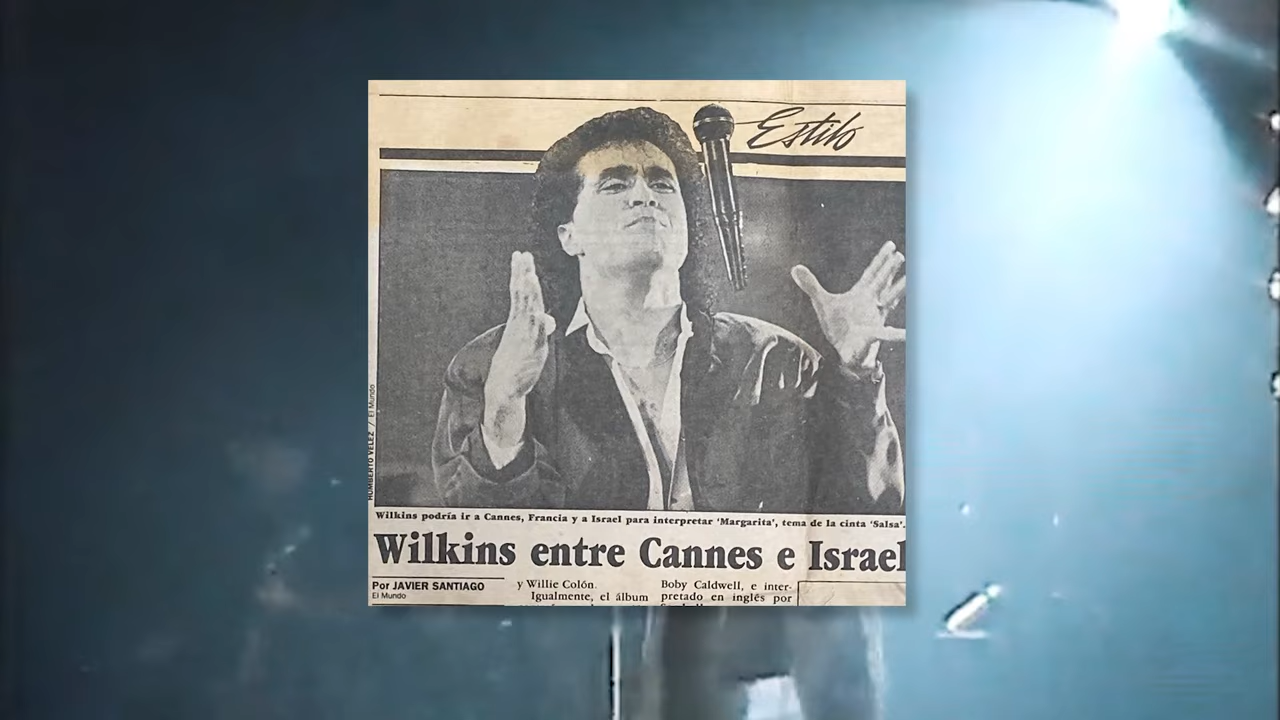 Estilo
HUMBERTO VELEZ / El Mundo
Wilkins podría ir a Cannes, Francia y a Israel para interpretar 'Margarita', tema de la cinta 'Salsa'.
Wilkins entre Cannes e Israel
Por JAVIER SANTIAGO
El Mundo
y Willie Colón.
Igualmente, el álbum
Boby Caldwell, e inter-
pretado en inglés por